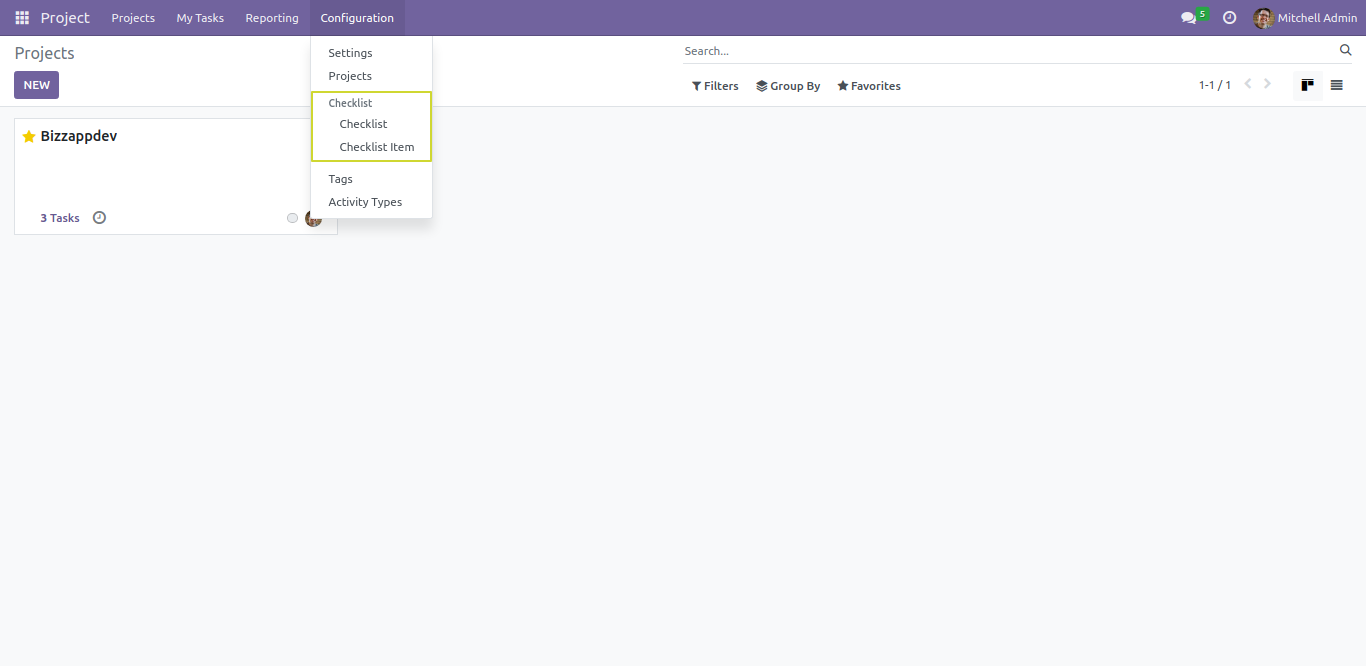 Project Projects My Tasks Reporting Configuration 5 Mitchell Admin
Projects
Search...
NEW
Filters Group By Favorites 1-1 / 1
Settings
Projects
Checklist
Checklist
Checklist Item
Tags
Activity Types
Bizzappdev
3 Tasks